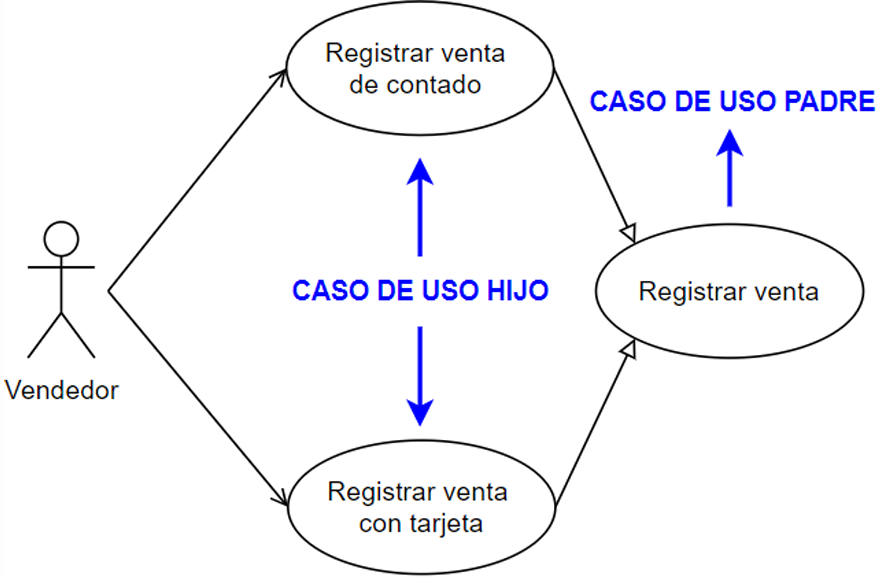 Registrar venta
de contado
CASO DE USO PADRE
CASO DE USO HIJO
Registrar venta
Vendedor
Registrar venta
con tarjeta